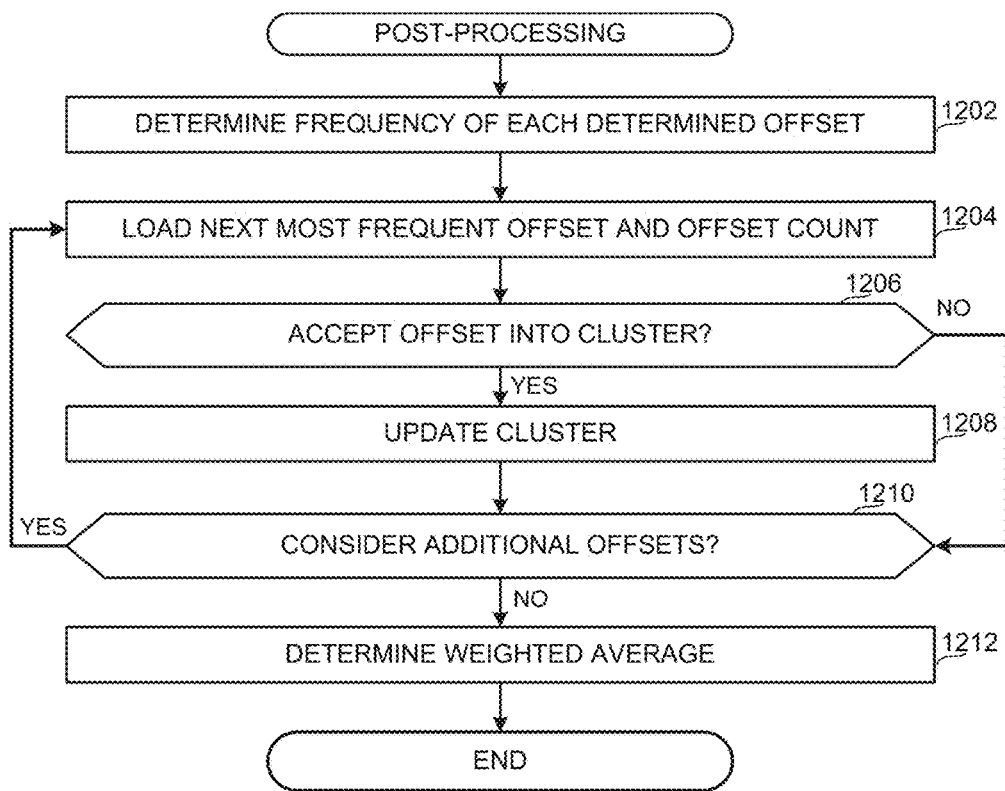 POST-PROCESSING
1202
DETERMINE FREQUENCY OF EACH DETERMINED OFFSET
1204
LOAD NEXT MOST FREQUENT OFFSET AND OFFSET COUNT
1206
NO
ACCEPT OFFSET INTO CLUSTER?
YES
1208
UPDATE CLUSTER
1210
YES
CONSIDER ADDITIONAL OFFSETS?
NO
1212
DETERMINE WEIGHTED AVERAGE
END